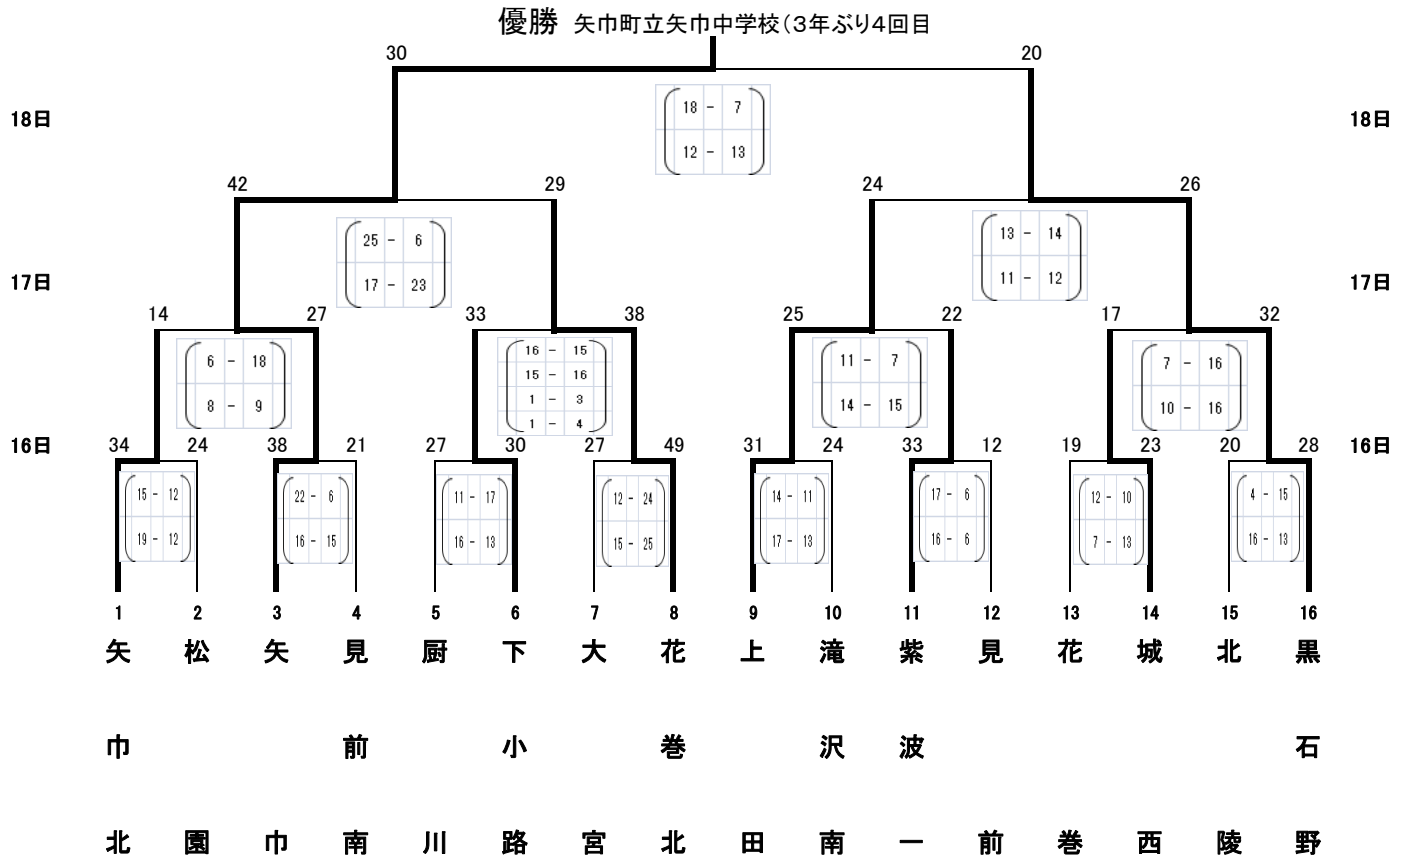 優勝 矢巾町立矢巾中学校（3年ぶり4回目
30 20
18日 18 - 7 18日
12 - 13
42 29 24 26
25 - 6 13 - 14
17 - 23 11 - 12
17日 17日
14 27 33 38 25 22 17 32
6 - 18 16 - 15 11 - 7 7 - 16
15 - 16
8 - 9 1 - 3 14 - 15 10 - 16
1 - 4
16日 34 24 38 21 27 30 27 49 31 24 33 12 19 23 20 28 16日
15 - 12 22 - 6 11 - 17 12 - 24 14 - 11 17 - 6 12 - 10 4 - 15
19 - 12 16 - 15 16 - 13 15 - 25 17 - 13 16 - 6 7 - 13 16 - 13
1 2 3 4 5 6 7 8 9 10 11 12 13 14 15 16
矢巾北
松園
矢巾
見前南
厨川
下小路
大宮
花巻北
上田
滝沢南
紫波一
見前
花巻
城西
北陵
黒石野